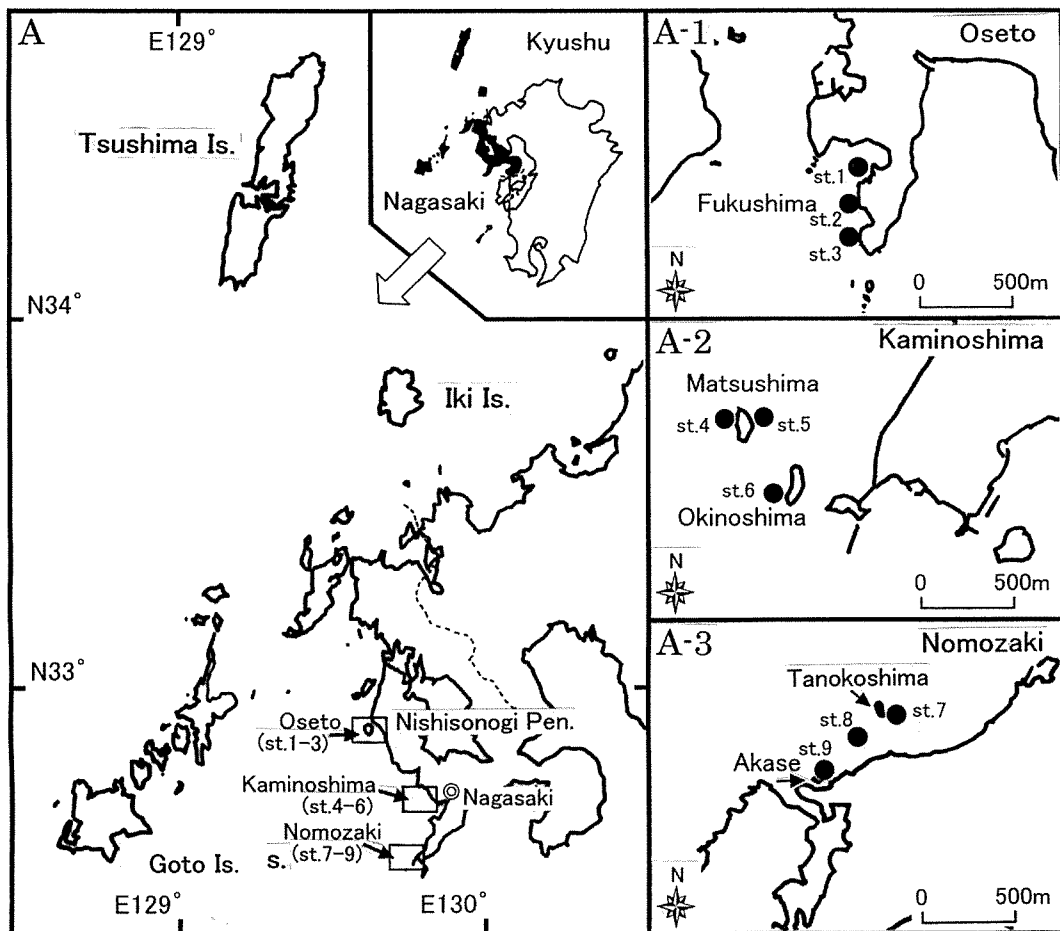 A
E129°
Kyushu
Tsushima Is.
Nagasaki
N34°
Iki Is.
N33°
Oseto
(st.1-3)
Nishisonogi Pen.
Kaminoshima
(st.4-6)
Nagasaki
Nomozaki
(st.7-9)
Goto Is.
s.
E129°
E130°
A-1.
Oseto
st.1
Fukushima
st.2
st.3
N
0
500m
A-2
Kaminoshima
Matsushima
st.4
st.5
st.6
Okinoshima
N
0
500m
A-3
Nomozaki
Tanokoshima
st.7
st.8
st.9
Akase
N
0
500m